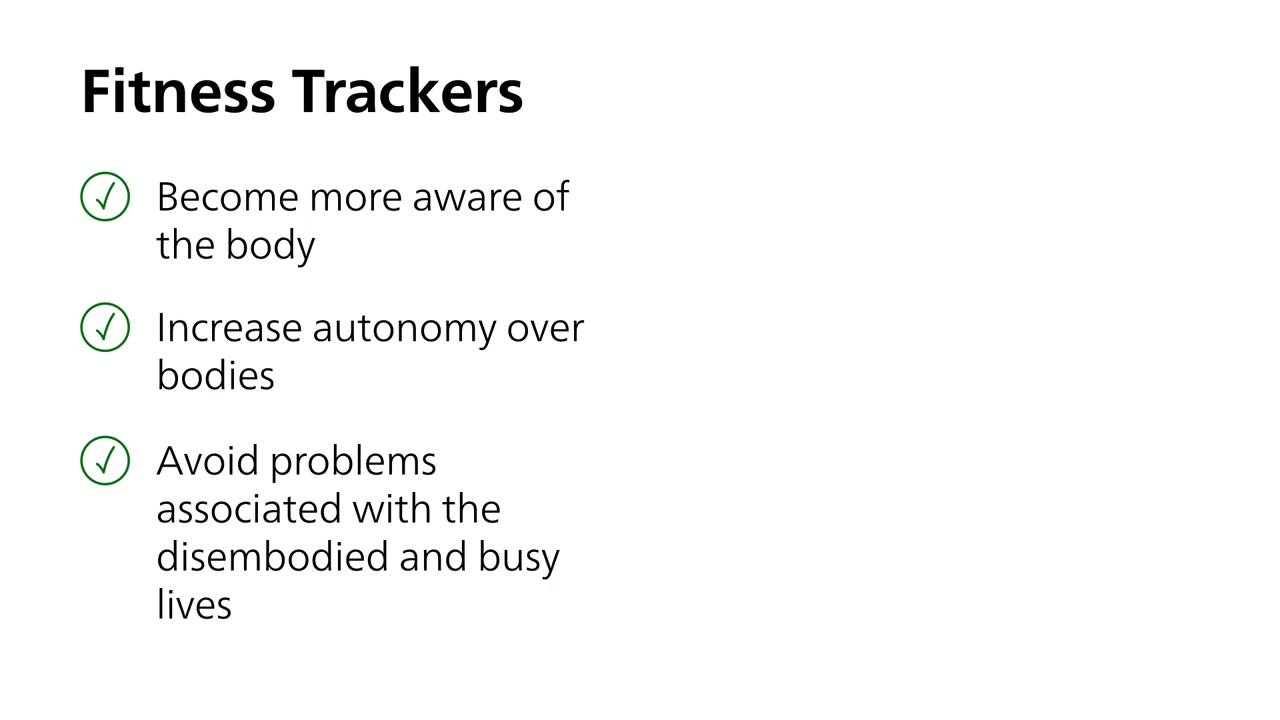 Fitness Trackers
Become more aware of
the body
Increase autonomy over
bodies
Avoid problems
associated with the
disembodied and busy
lives